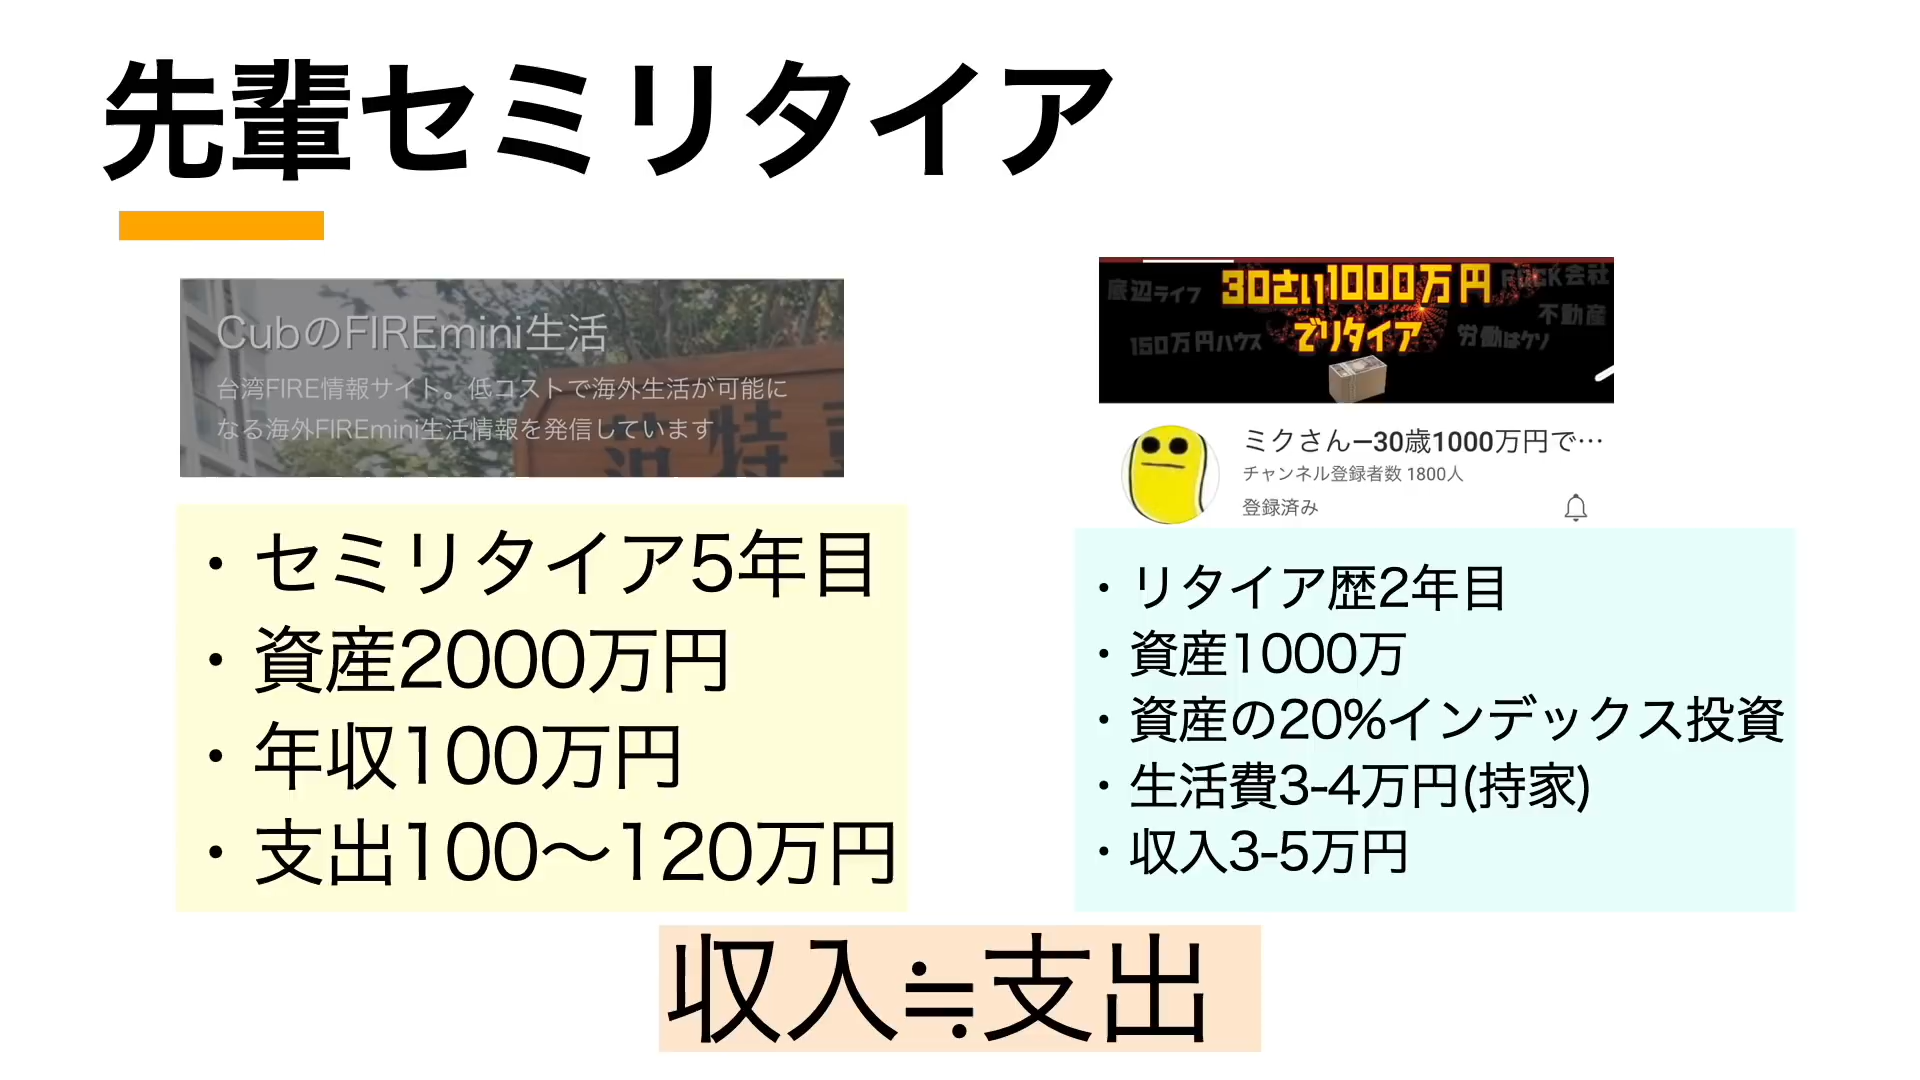 先輩セミリタイア
CubのFIREmini生活
台湾FIRE情報サイト。低コストで海外生活が可能に
なる海外FIREmini生活情報を発信しています
・セミリタイア5年目
・資産2000万円
・年収100万円
・支出100〜120万円
底辺ライフ
30さい1000万円
でリタイア
150万円ハウス
不動産
労働はクソ
ミクさんー30歳1000万円で…
チャンネル登録者数 1800人
登録済み
・リタイア歴2年目
・資産1000万
・資産の20%インデックス投資
・生活費3-4万円(持家)
・収入3-5万円
収入≒支出